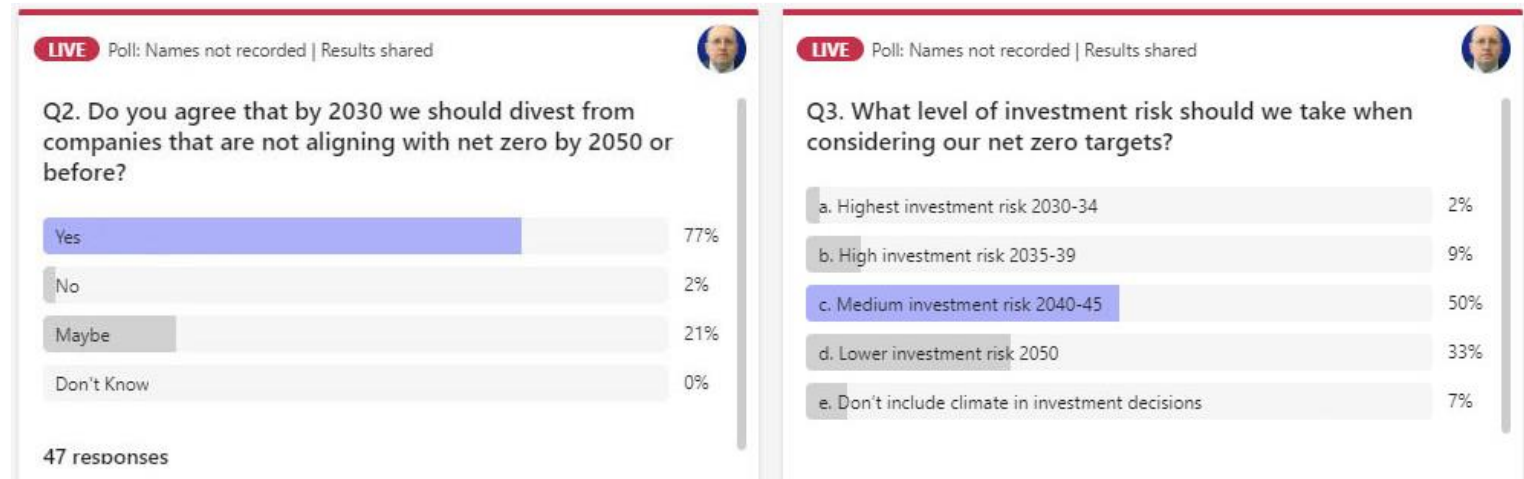 LIVE Poll: Names not recorded | Results shared
Q2. Do you agree that by 2030 we should divest from
companies that are not aligning with net zero by 2050 or
before?
Yes 77%
No 2%
Maybe 21%
Don't Know 0%
47 responses
LIVE Poll: Names not recorded | Results shared
Q3. What level of investment risk should we take when
considering our net zero targets?
a. Highest investment risk 2030-34 2%
b. High investment risk 2035-39 9%
c. Medium investment risk 2040-45 50%
d. Lower investment risk 2050 33%
e. Don't include climate in investment decisions 7%